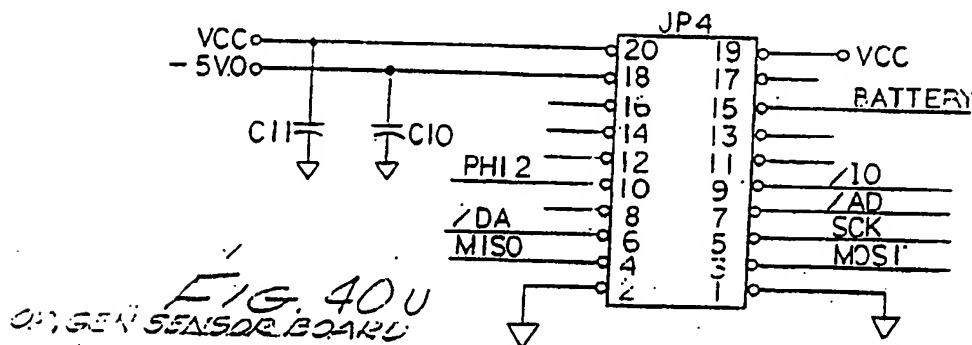 JP4
VCC 20 19 VCC
-5V.0 18 17
16 15 BATTERY
C11 C10 14 13
12 11
PHI 2 10 9 /IO
8 7 /AD
/DA 6 5 SCK
MISO 4 3 MOSI
2 1
FIG. 40U
SENSOR BOARD